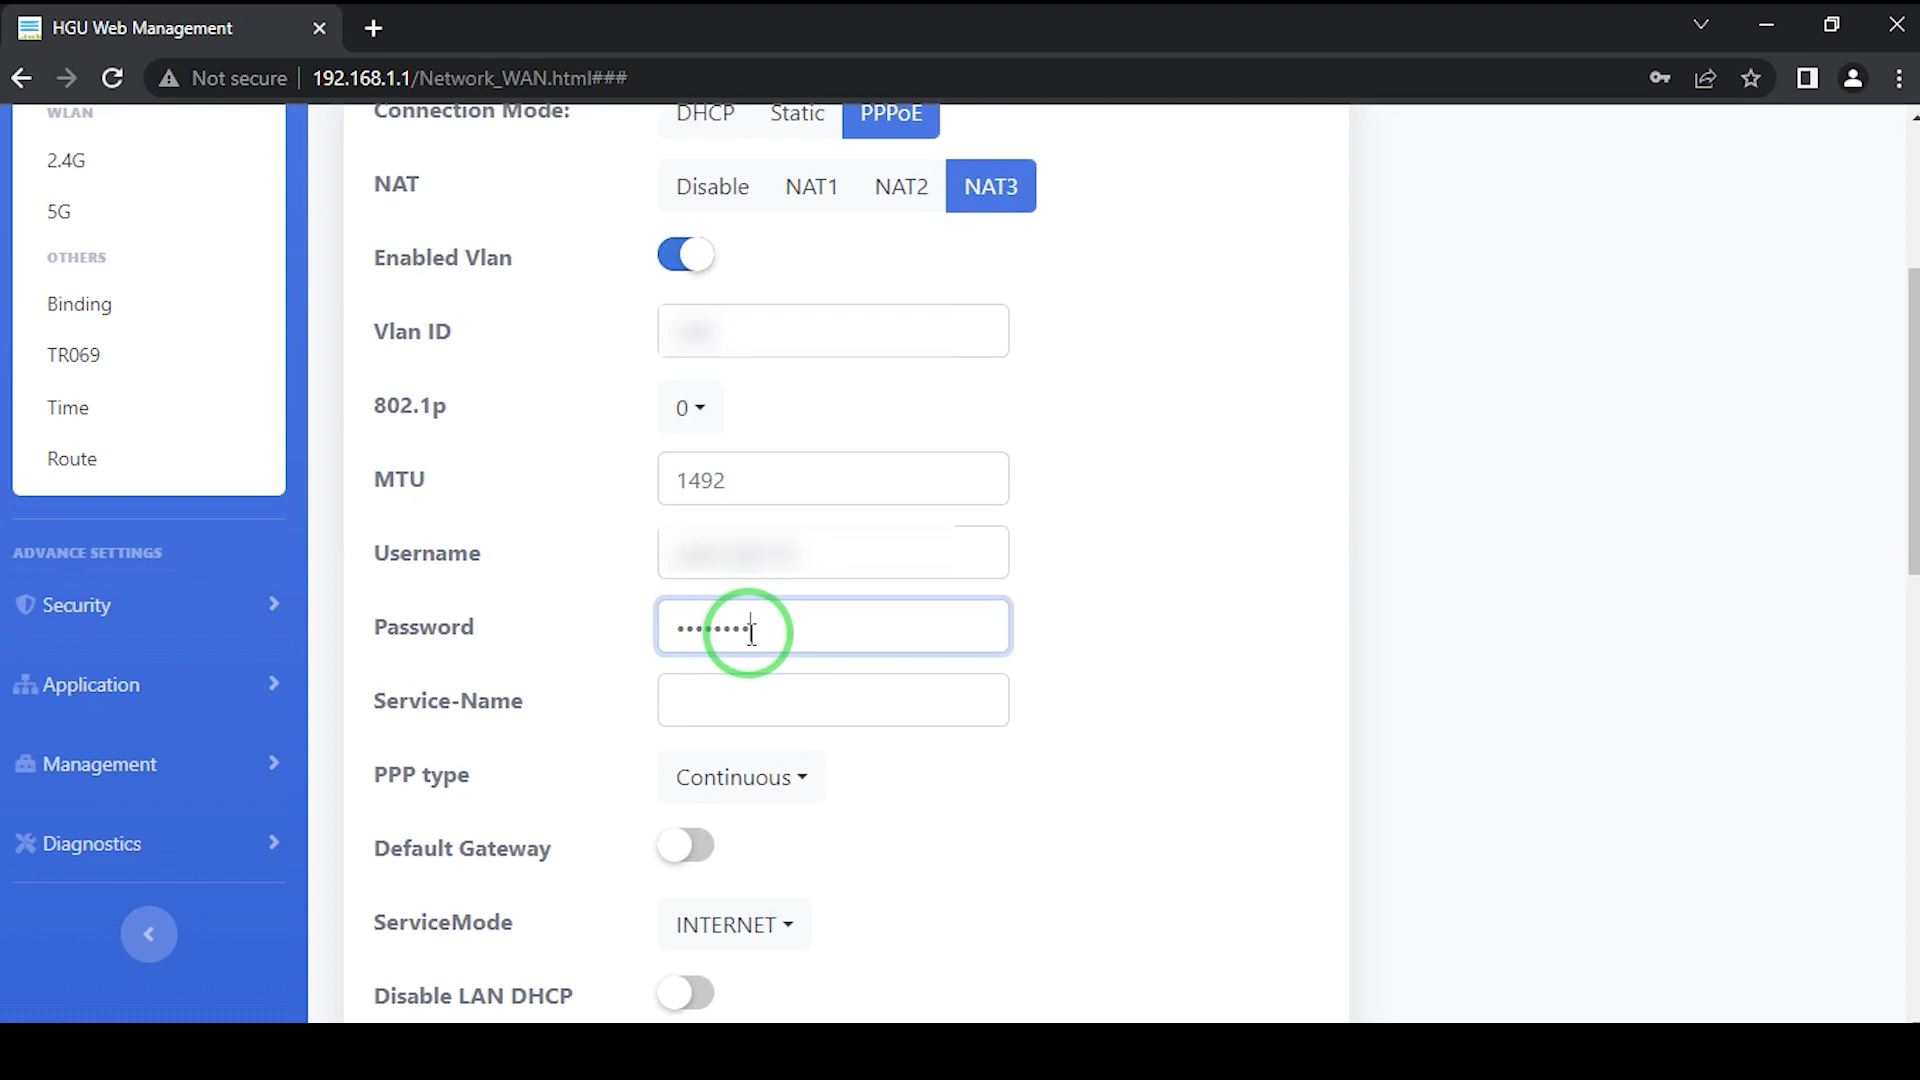 HGU Web Management
Not secure
192.168.1.1/Network_WAN.html###
WLAN
2.4G
5G
OTHERS
Binding
TR069
Time
Route
ADVANCE SETTINGS
Security
Application
Management
Diagnostics
Connection Mode: DHCP Static PPPoE
NAT Disable NAT1 NAT2 NAT3
Enabled Vlan
Vlan ID
802.1p 0
MTU 1492
Username
Password ••••••••
Service-Name
PPP type Continuous
Default Gateway
ServiceMode INTERNET
Disable LAN DHCP